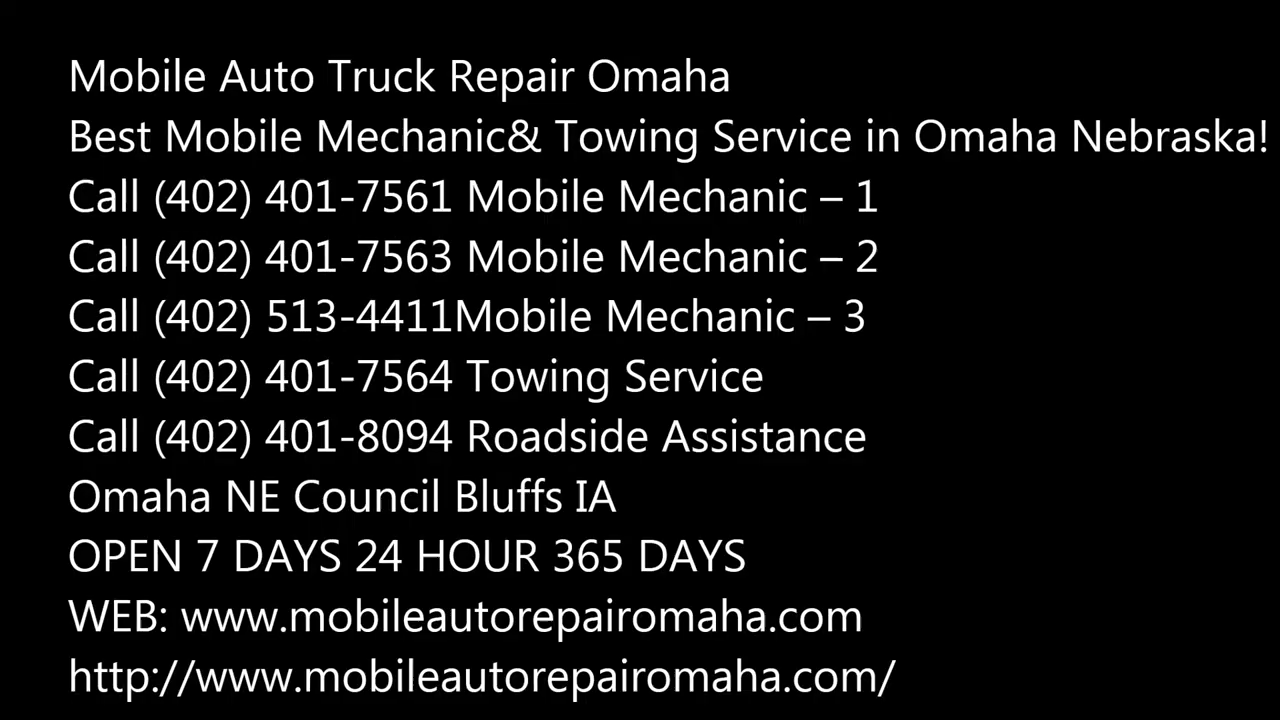 Mobile Auto Truck Repair Omaha
Best Mobile Mechanic& Towing Service in Omaha Nebraska!
Call (402) 401-7561 Mobile Mechanic – 1
Call (402) 401-7563 Mobile Mechanic – 2
Call (402) 513-4411Mobile Mechanic – 3
Call (402) 401-7564 Towing Service
Call (402) 401-8094 Roadside Assistance
Omaha NE Council Bluffs IA
OPEN 7 DAYS 24 HOUR 365 DAYS
WEB: www.mobileautorepairomaha.com
http://www.mobileautorepairomaha.com/